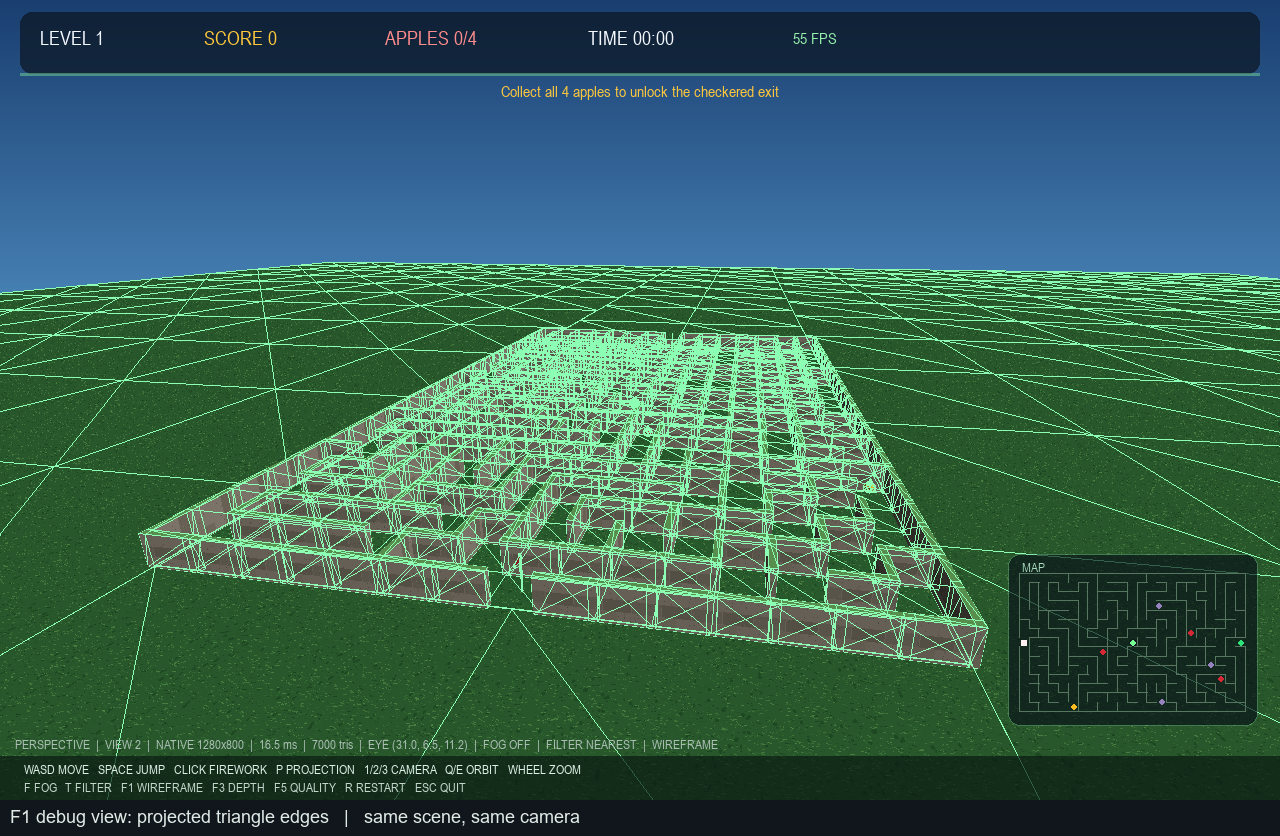 LEVEL 1 SCORE 0 APPLES 0/4 TIME 00:00 55 FPS
Collect all 4 apples to unlock the checkered exit
MAP
PERSPECTIVE | VIEW 2 | NATIVE 1280x800 | 16.5 ms | 7000 tris | EYE (31.0, 6.5, 11.2) | FOG OFF | FILTER NEAREST | WIREFRAME
WASD MOVE SPACE JUMP CLICK FIREWORK P PROJECTION 1/2/3 CAMERA Q/E ORBIT WHEEL ZOOM
F FOG T FILTER F1 WIREFRAME F3 DEPTH F5 QUALITY R RESTART ESC QUIT
F1 debug view: projected triangle edges | same scene, same camera